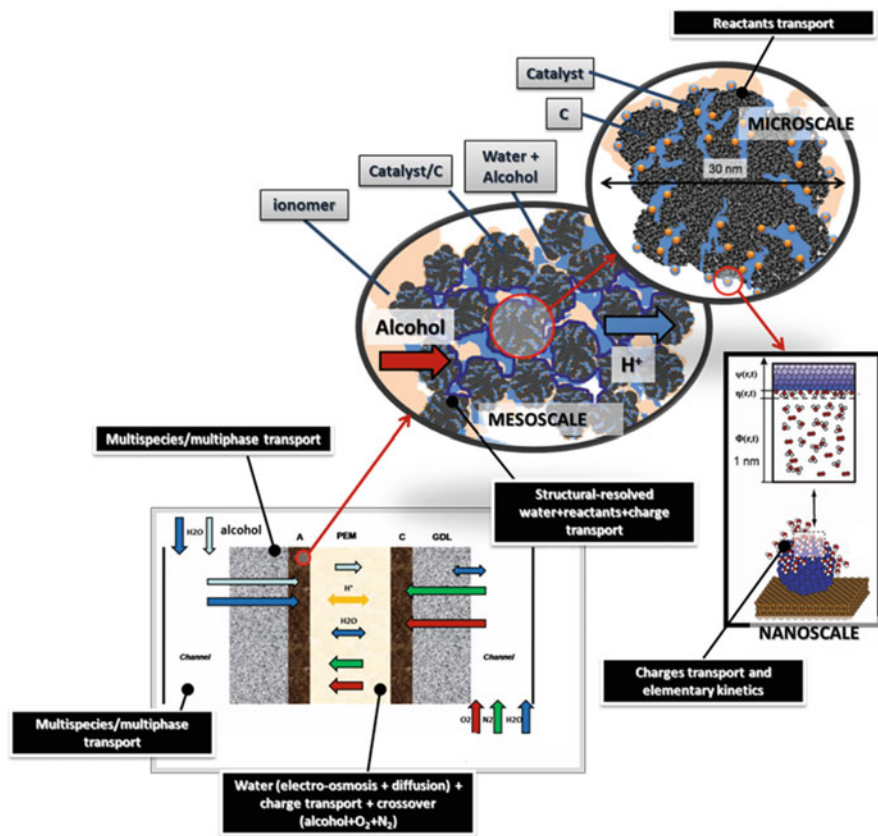 Reactants transport
Catalyst
C
MICROSCALE
30 nm
Water +
Alcohol
Catalyst/C
ionomer
Alcohol
H+
MESOSCALE
ψ(r,t)
η(r,t)
Φ(r,t)
1 nm
NANOSCALE
Multispecies/multiphase transport
Structural-resolved
water+reactants+charge
transport
H2O
alcohol
A
PEM
C
GDL
H+
H2O
Channel
Channel
O2
N2
H2O
Charges transport and
elementary kinetics
Multispecies/multiphase
transport
Water (electro-osmosis + diffusion) +
charge transport + crossover
(alcohol+O₂+N₂)